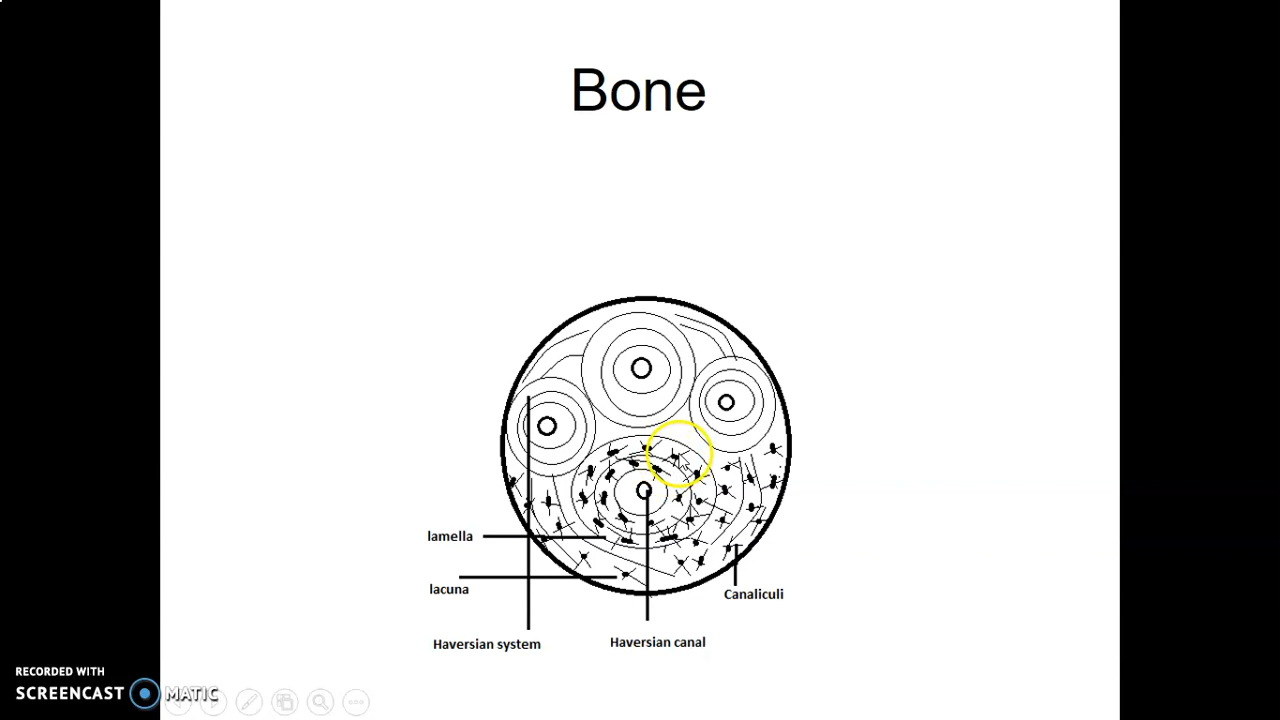 Bone
lamella
lacuna
Canaliculi
Haversian system
Haversian canal
RECORDED WITH
SCREENCAST MATIC